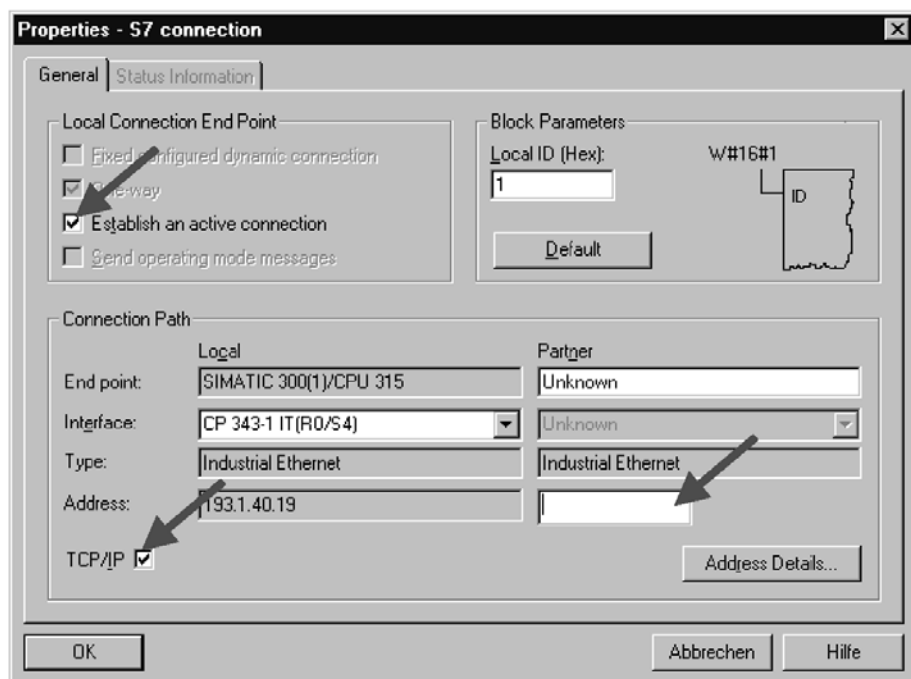 Properties - S7 connection
General
Status Information
Local Connection End Point
Fixed configured dynamic connection
One-way
Establish an active connection
Send operating mode messages
Block Parameters
Local ID (Hex):
W#16#1
1
ID
Default
Connection Path
Local
Partner
End point:
SIMATIC 300(1)/CPU 315
Unknown
Interface:
CP 343-1 IT(R0/S4)
Unknown
Type:
Industrial Ethernet
Industrial Ethernet
Address:
193.1.40.19
TCP/IP
Address Details...
OK
Abbrechen
Hilfe